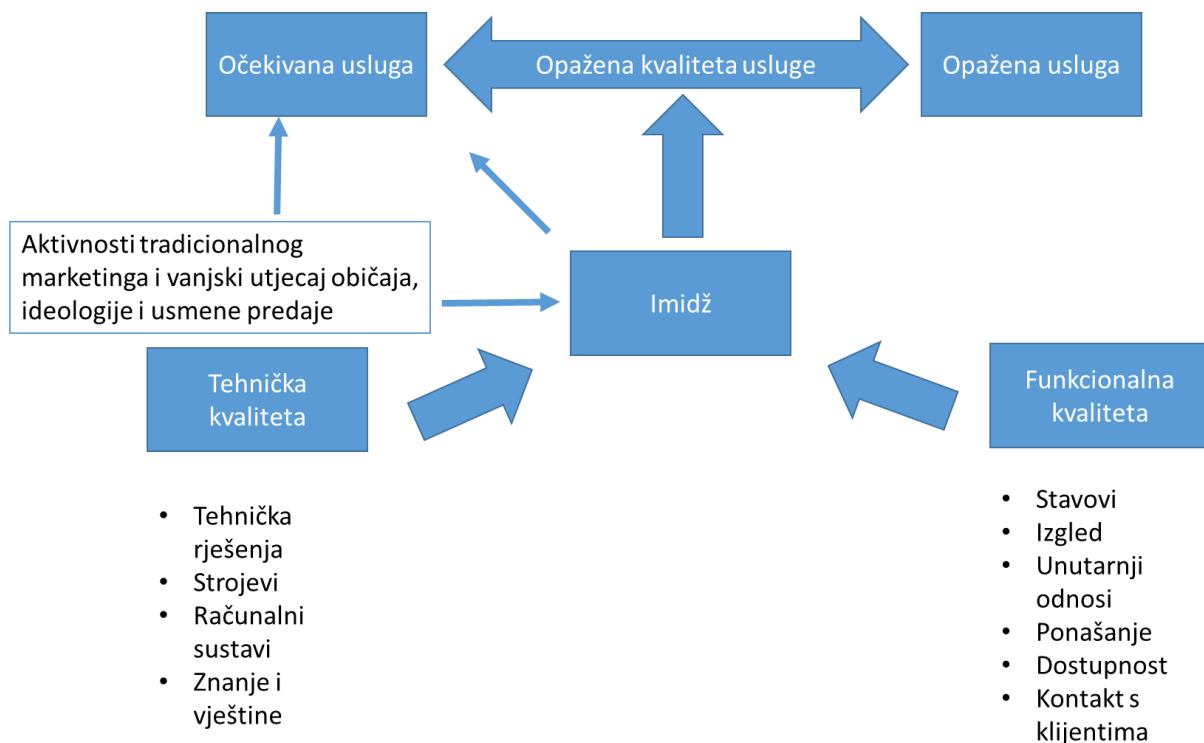 Očekivana usluga
Opažena kvaliteta usluge
Opažena usluga
Aktivnosti tradicionalnog
marketinga i vanjski utjecaj običaja,
ideologije i usmene predaje
Imidž
Tehnička
kvaliteta
Funkcionalna
kvaliteta
• Tehnička
rješenja
• Strojevi
• Računalni
sustavi
• Znanje i
vještine
• Stavovi
• Izgled
• Unutarnji
odnosi
• Ponašanje
• Dostupnost
• Kontakt s
klijentima